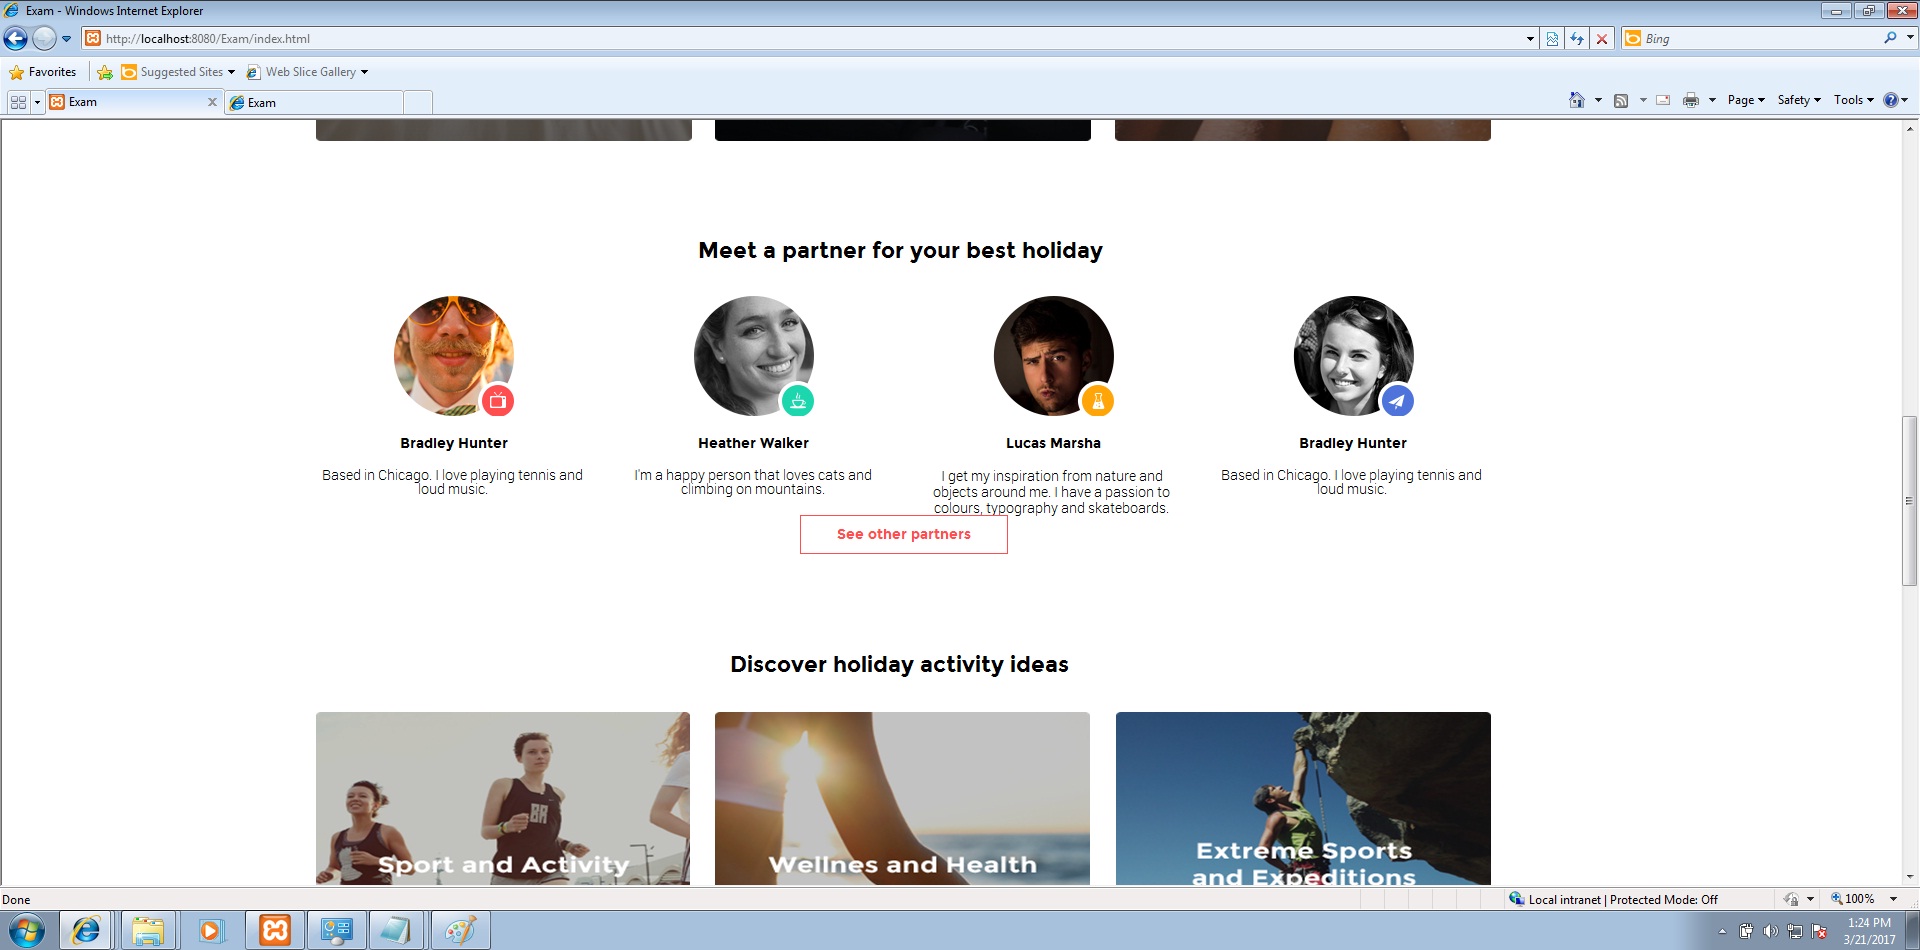 Exam - Windows Internet Explorer
http://localhost:8080/Exam/index.html
Bing
Favorites
Suggested Sites
Web Slice Gallery
Exam
Exam
Page
Safety
Tools
Meet a partner for your best holiday
Bradley Hunter
Based in Chicago. I love playing tennis and
loud music.
Heather Walker
I'm a happy person that loves cats and
climbing on mountains.
Lucas Marsha
I get my inspiration from nature and
objects around me. I have a passion to
colours, typography and skateboards.
Bradley Hunter
Based in Chicago. I love playing tennis and
loud music.
See other partners
Discover holiday activity ideas
BR
Sport and Activity
Wellnes and Health
Extreme Sports
and Expeditions
Done
Local intranet | Protected Mode: Off
100%
1:24 PM
3/21/2017